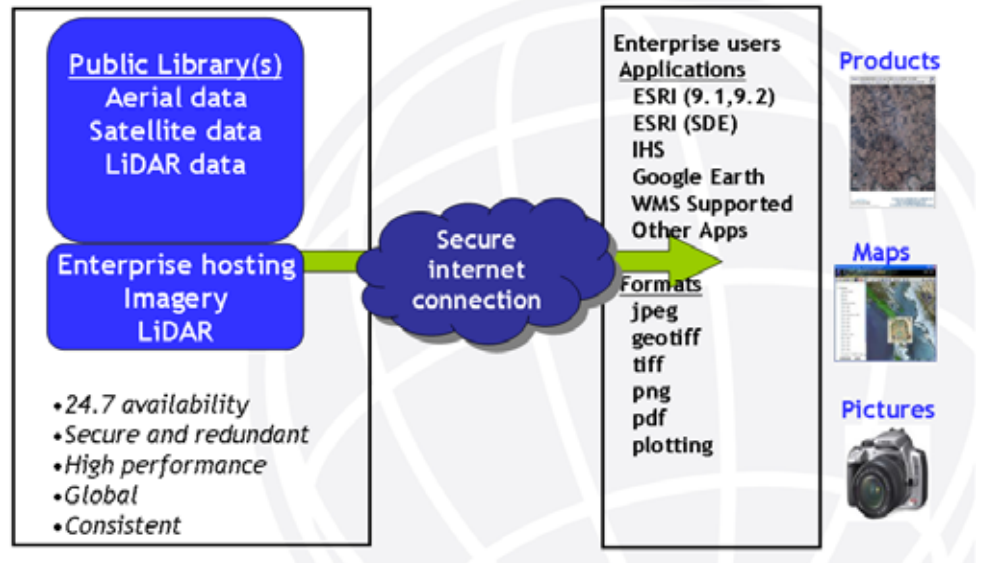 Public Library(s)
Aerial data
Satellite data
LiDAR data
Enterprise hosting
Imagery
LiDAR
•24.7 availability
•Secure and redundant
•High performance
•Global
•Consistent
Secure
internet
connection
Enterprise users
Applications
ESRI (9.1,9.2)
ESRI (SDE)
IHS
Google Earth
WMS Supported
Other Apps
Formats
jpeg
geotiff
tiff
png
pdf
plotting
Products
Maps
Pictures